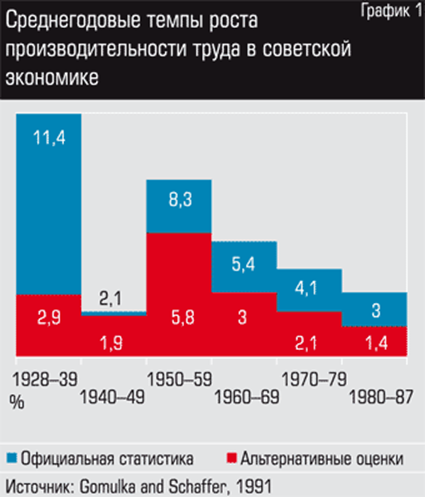 График 1
Среднегодовые темпы роста
производительности труда в советской
экономике
11,4
2,9
2,1
1,9
8,3
5,8
5,4
3
4,1
2,1
3
1,4
1928–39
1940–49
1950–59
1960–69
1970–79
1980–87
%
Официальная статистика
Альтернативные оценки
Источник: Gomulka and Schaffer, 1991